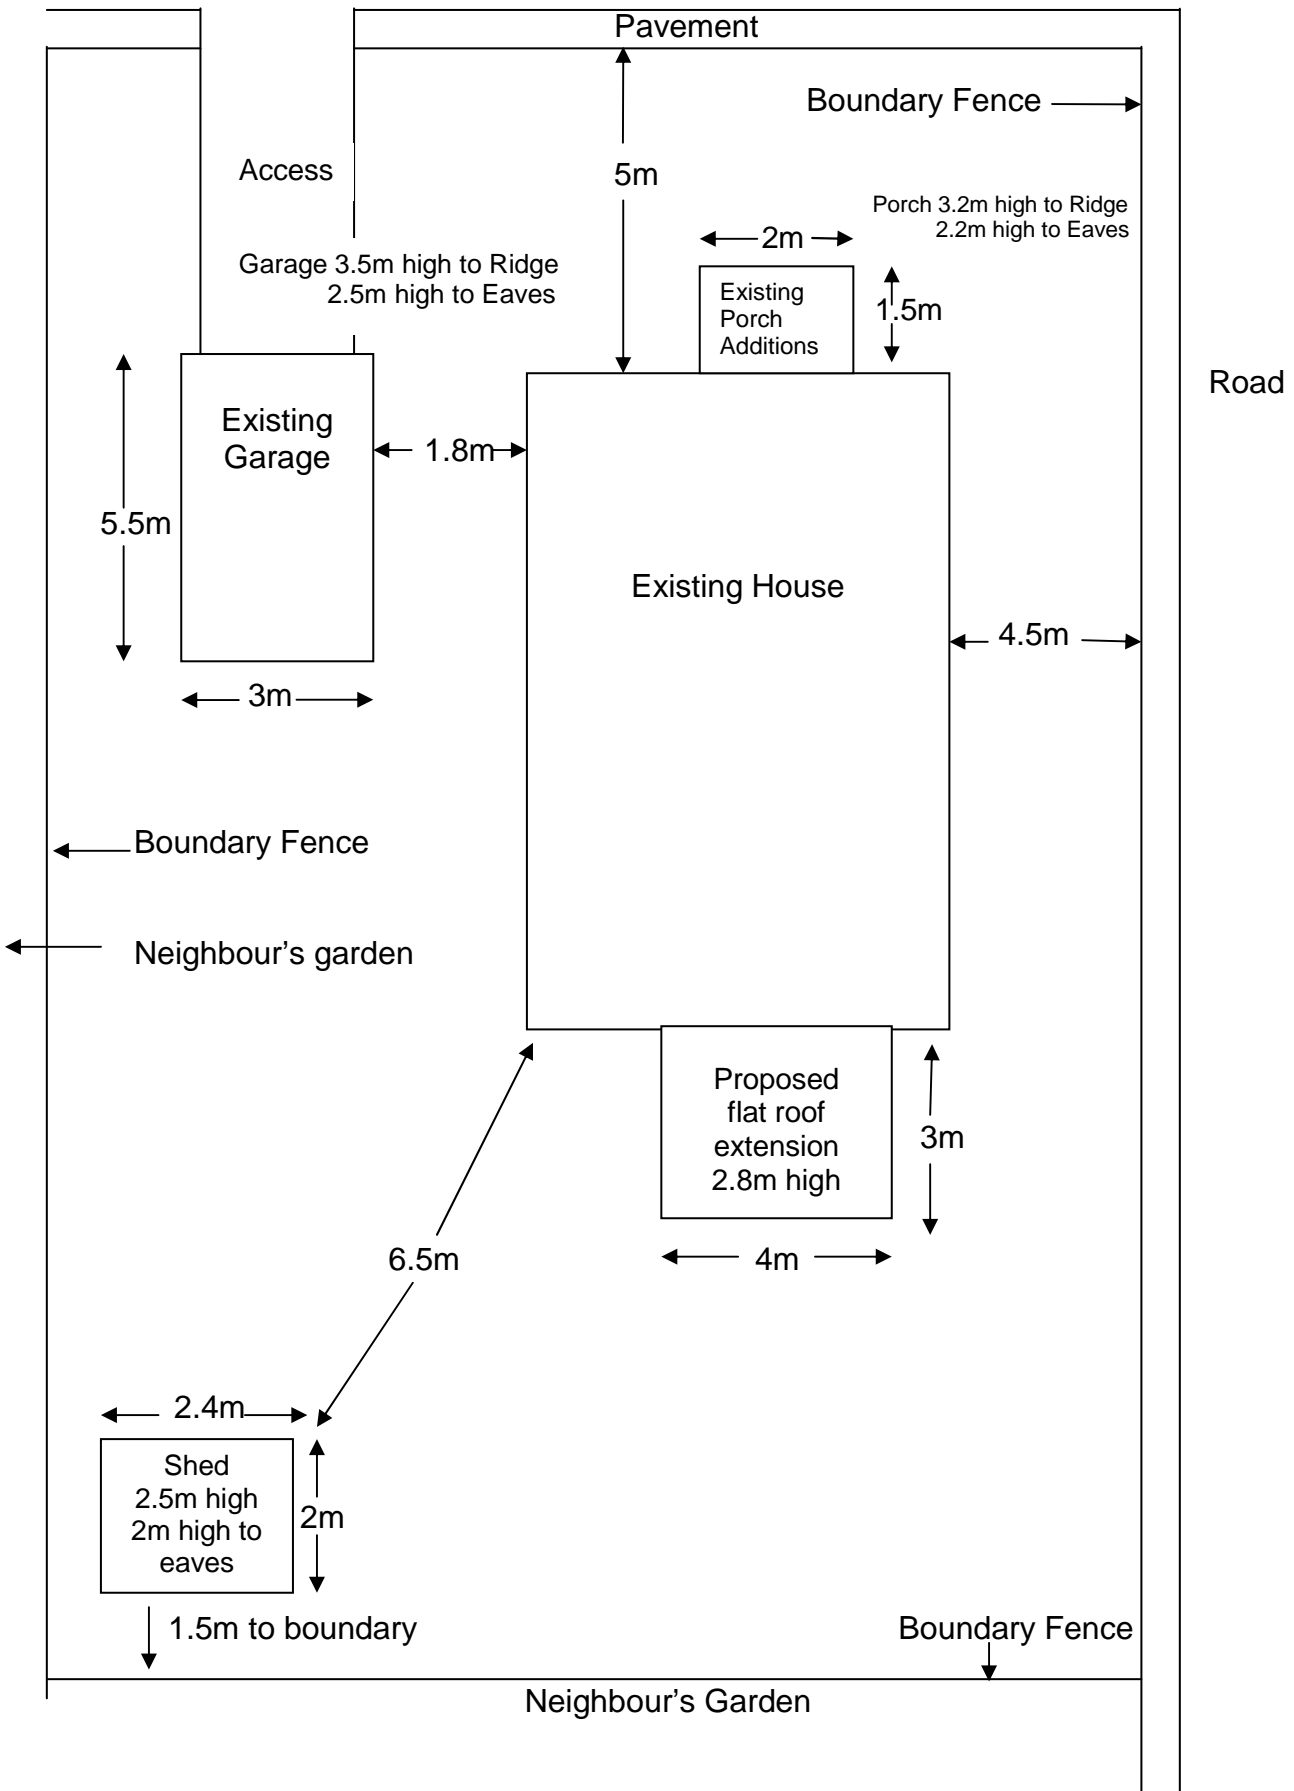 Pavement
Boundary Fence
Access
5m
Porch 3.2m high to Ridge
2.2m high to Eaves
2m
Garage 3.5m high to Ridge
2.5m high to Eaves
Existing
Porch
Additions
1.5m
Road
Existing
Garage
1.8m
5.5m
Existing House
4.5m
3m
Boundary Fence
Neighbour’s garden
Proposed
flat roof
extension
2.8m high
3m
6.5m
4m
2.4m
Shed
2.5m high
2m high to
eaves
2m
1.5m to boundary
Boundary Fence
Neighbour’s Garden